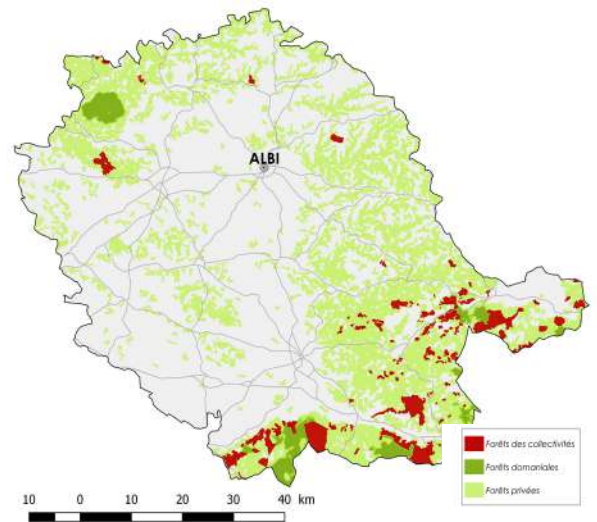 ALBI
Forêts des collectivités
Forêts domaniales
Forêts privées
10 0 10 20 30 40 km